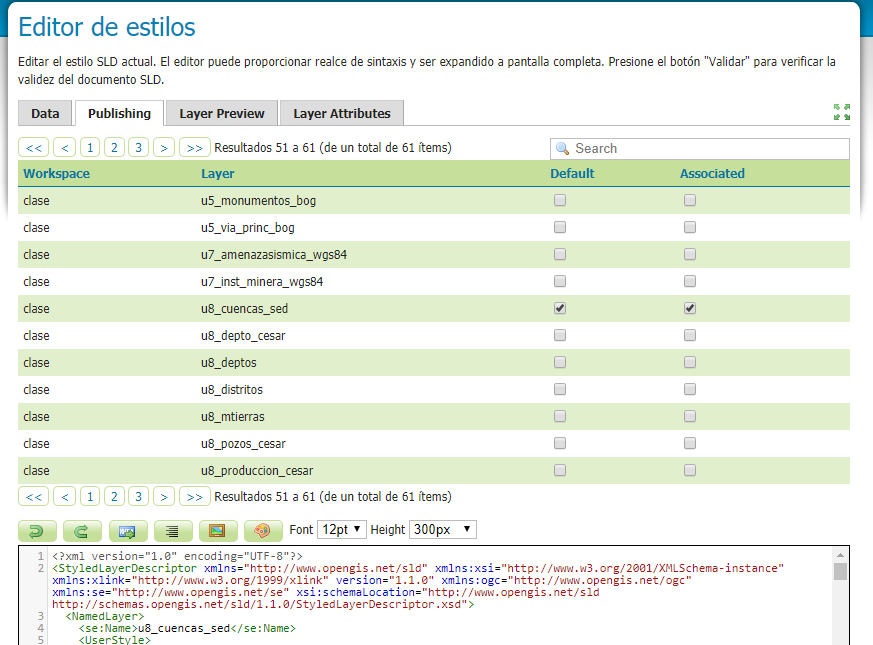 Editor de estilos
Editar el estilo SLD actual. El editor puede proporcionar realce de sintaxis y ser expandido a pantalla completa. Presione el botón "Validar" para verificar la
validez del documento SLD.
Data Publishing Layer Preview Layer Attributes
<< < 1 2 3 > >> Resultados 51 a 61 (de un total de 61 ítems) Search
Workspace Layer Default Associated
clase u5_monumentos_bog
clase u5_via_princ_bog
clase u7_amenazasismica_wgs84
clase u7_inst_minera_wgs84
clase u8_cuencas_sed
clase u8_depto_cesar
clase u8_deptos
clase u8_distritos
clase u8_mtierras
clase u8_pozos_cesar
clase u8_produccion_cesar
<< < 1 2 3 > >> Resultados 51 a 61 (de un total de 61 ítems)
Font 12pt Height 300px
1 <?xml version="1.0" encoding="UTF-8"?>
2 <StyledLayerDescriptor xmlns="http://www.opengis.net/sld" xmlns:xsi="http://www.w3.org/2001/XMLSchema-instance"
xmlns:xlink="http://www.w3.org/1999/xlink" version="1.1.0" xmlns:ogc="http://www.opengis.net/ogc"
xmlns:se="http://www.opengis.net/se" xsi:schemaLocation="http://www.opengis.net/sld
http://schemas.opengis.net/sld/1.1.0/StyledLayerDescriptor.xsd">
3 <NamedLayer>
4 <se:Name>u8_cuencas_sed</se:Name>
5 <UserStyle>